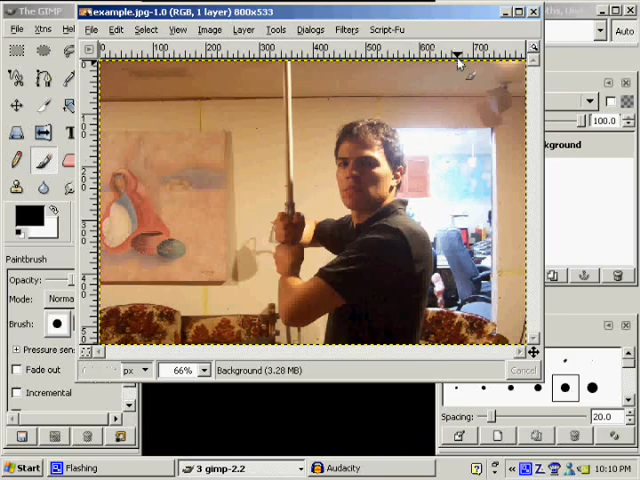 The GIMP
example.jpg-1.0 (RGB, 1 layer) 800x533
File Xtns
File Edit Select View Image Layer Tools Dialogs Filters Script-Fu
Auto
0 100 200 300 400 500 600 700
100.0
ckground
Paintbrush
Opacity:
Mode: Norma
Brush:
Pressure sen
Fade out
Incremental
px 66% Background (3.28 MB) Cancel
Spacing: 20.0
Start Flashing 3 gimp-2.2 Audacity 10:10 PM